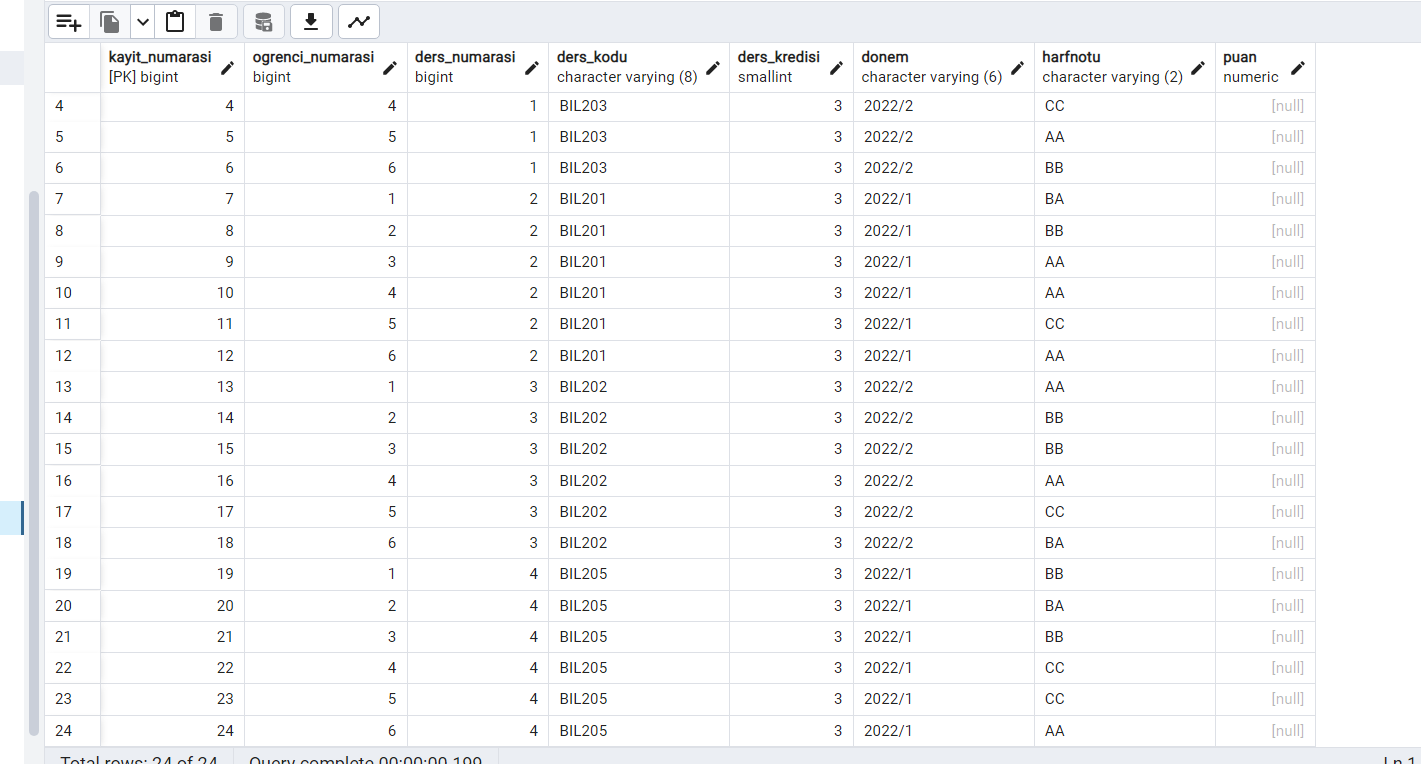 kayit_numarasi ogrenci_numarasi ders_numarasi ders_kodu ders_kredisi donem harfnotu puan
[PK] bigint bigint bigint character varying (8) smallint character varying (6) character varying (2) numeric
4 4 4 1 BIL203 3 2022/2 CC [null]
5 5 5 1 BIL203 3 2022/2 AA [null]
6 6 6 1 BIL203 3 2022/2 BB [null]
7 7 1 2 BIL201 3 2022/1 BA [null]
8 8 2 2 BIL201 3 2022/1 BB [null]
9 9 3 2 BIL201 3 2022/1 AA [null]
10 10 4 2 BIL201 3 2022/1 AA [null]
11 11 5 2 BIL201 3 2022/1 CC [null]
12 12 6 2 BIL201 3 2022/1 AA [null]
13 13 1 3 BIL202 3 2022/2 AA [null]
14 14 2 3 BIL202 3 2022/2 BB [null]
15 15 3 3 BIL202 3 2022/2 BB [null]
16 16 4 3 BIL202 3 2022/2 AA [null]
17 17 5 3 BIL202 3 2022/2 CC [null]
18 18 6 3 BIL202 3 2022/2 BA [null]
19 19 1 4 BIL205 3 2022/1 BB [null]
20 20 2 4 BIL205 3 2022/1 BA [null]
21 21 3 4 BIL205 3 2022/1 BB [null]
22 22 4 4 BIL205 3 2022/1 CC [null]
23 23 5 4 BIL205 3 2022/1 CC [null]
24 24 6 4 BIL205 3 2022/1 AA [null]
Total rows: 24 of 24 Query complete 00:00:00.199 Ln 1